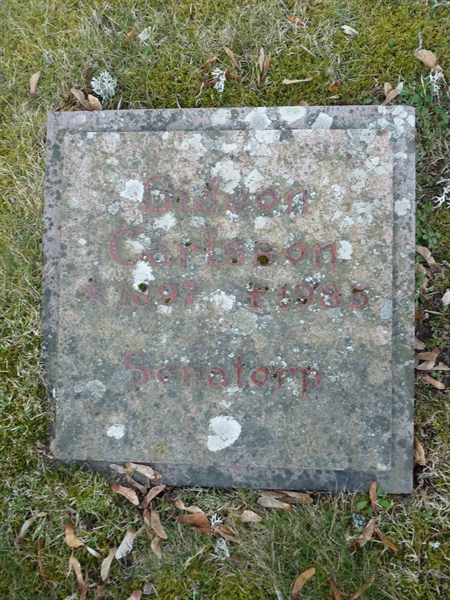 Gideon
Carlsson
* 1897 † 1985
Senatorp